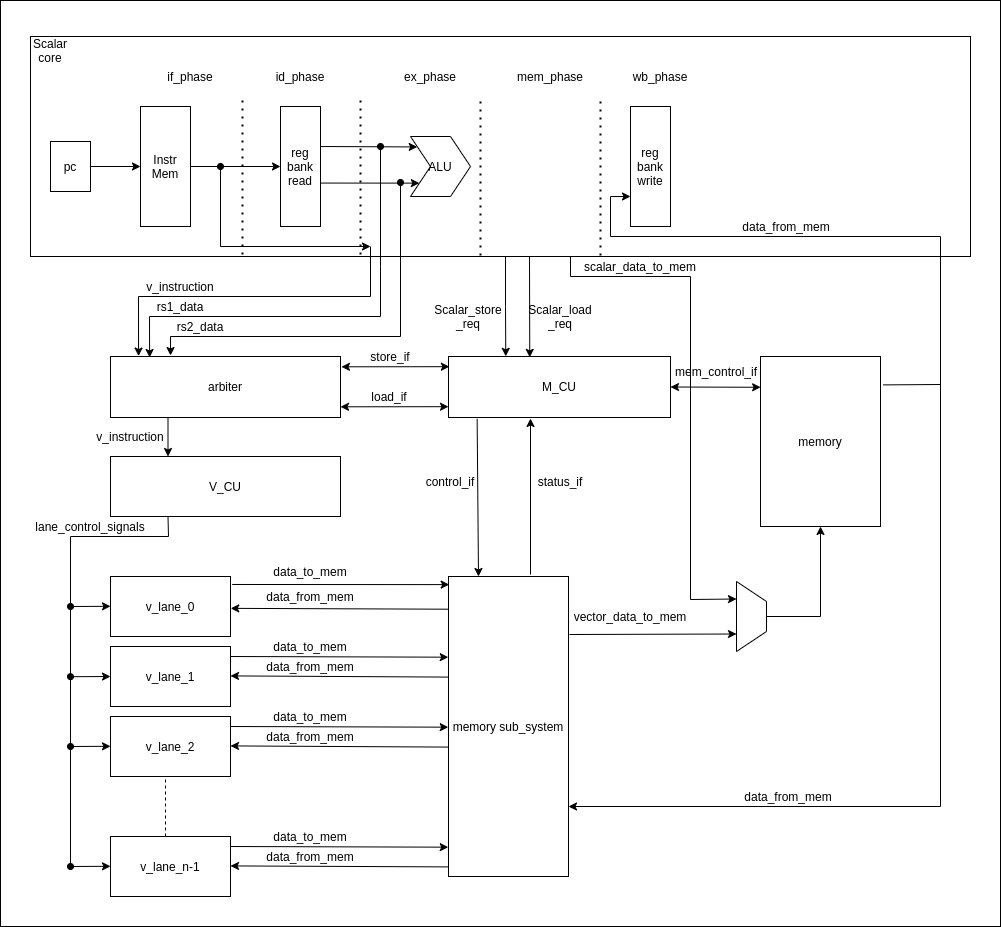 Scalar
core
if_phase
id_phase
ex_phase
mem_phase
wb_phase
pc
Instr
Mem
reg
bank
read
ALU
reg
bank
write
data_from_mem
scalar_data_to_mem
v_instruction
rs1_data
rs2_data
Scalar_store
_req
Scalar_load
_req
arbiter
store_if
load_if
M_CU
mem_control_if
memory
v_instruction
V_CU
control_if
status_if
lane_control_signals
v_lane_0
data_to_mem
data_from_mem
vector_data_to_mem
v_lane_1
data_to_mem
data_from_mem
v_lane_2
data_to_mem
data_from_mem
memory sub_system
data_from_mem
v_lane_n-1
data_to_mem
data_from_mem